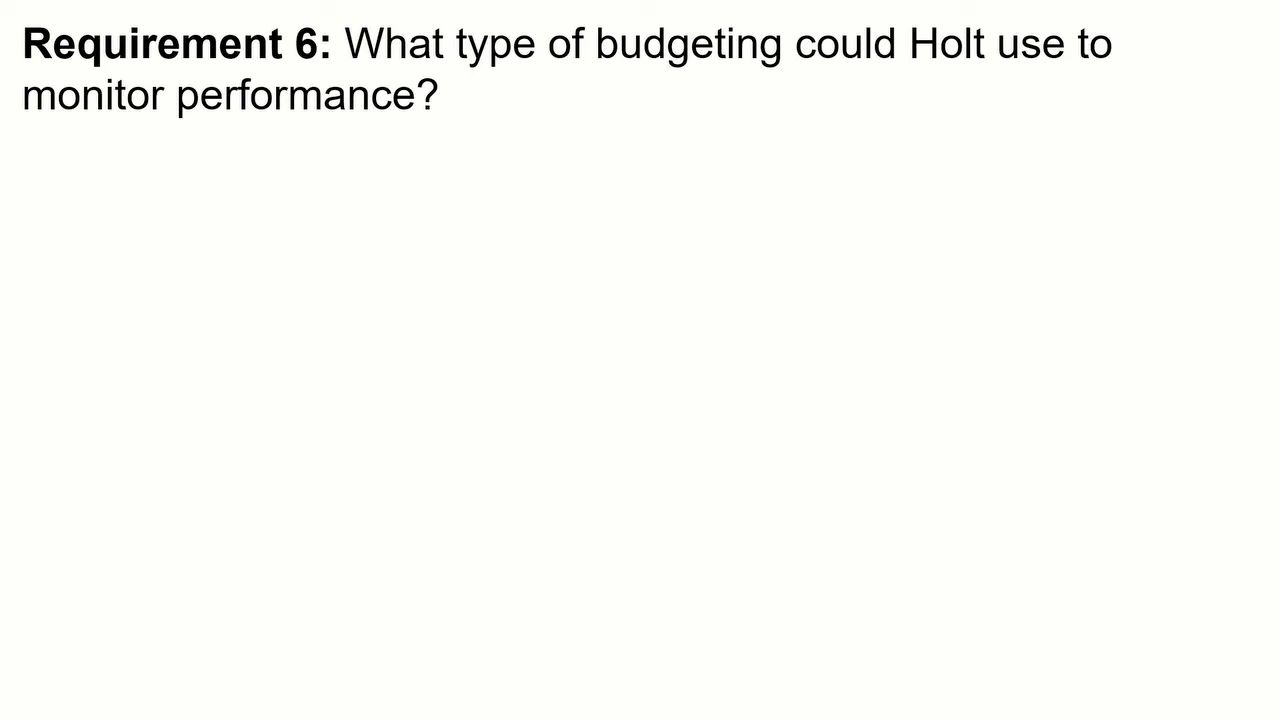 Requirement 6: What type of budgeting could Holt use to
monitor performance?